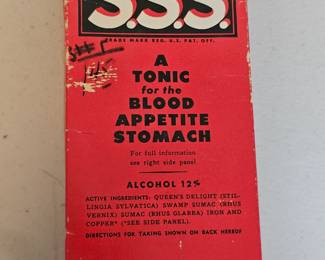 S.S.S.
TRADE MARK REG. U.S. PAT. OFF.
A
TONIC
for the
BLOOD
APPETITE
STOMACH
For full information
see right side panel
ALCOHOL 12%
ACTIVE INGREDIENTS: QUEEN'S DELIGHT (STIL-
LINGIA SYLVATICA) SWAMP SUMAC (RHUS
VERNIX) SUMAC (RHUS GLABRA) IRON AND
COPPER* (*SEE SIDE PANEL).
DIRECTIONS FOR TAKING SHOWN ON BACK HEREOF